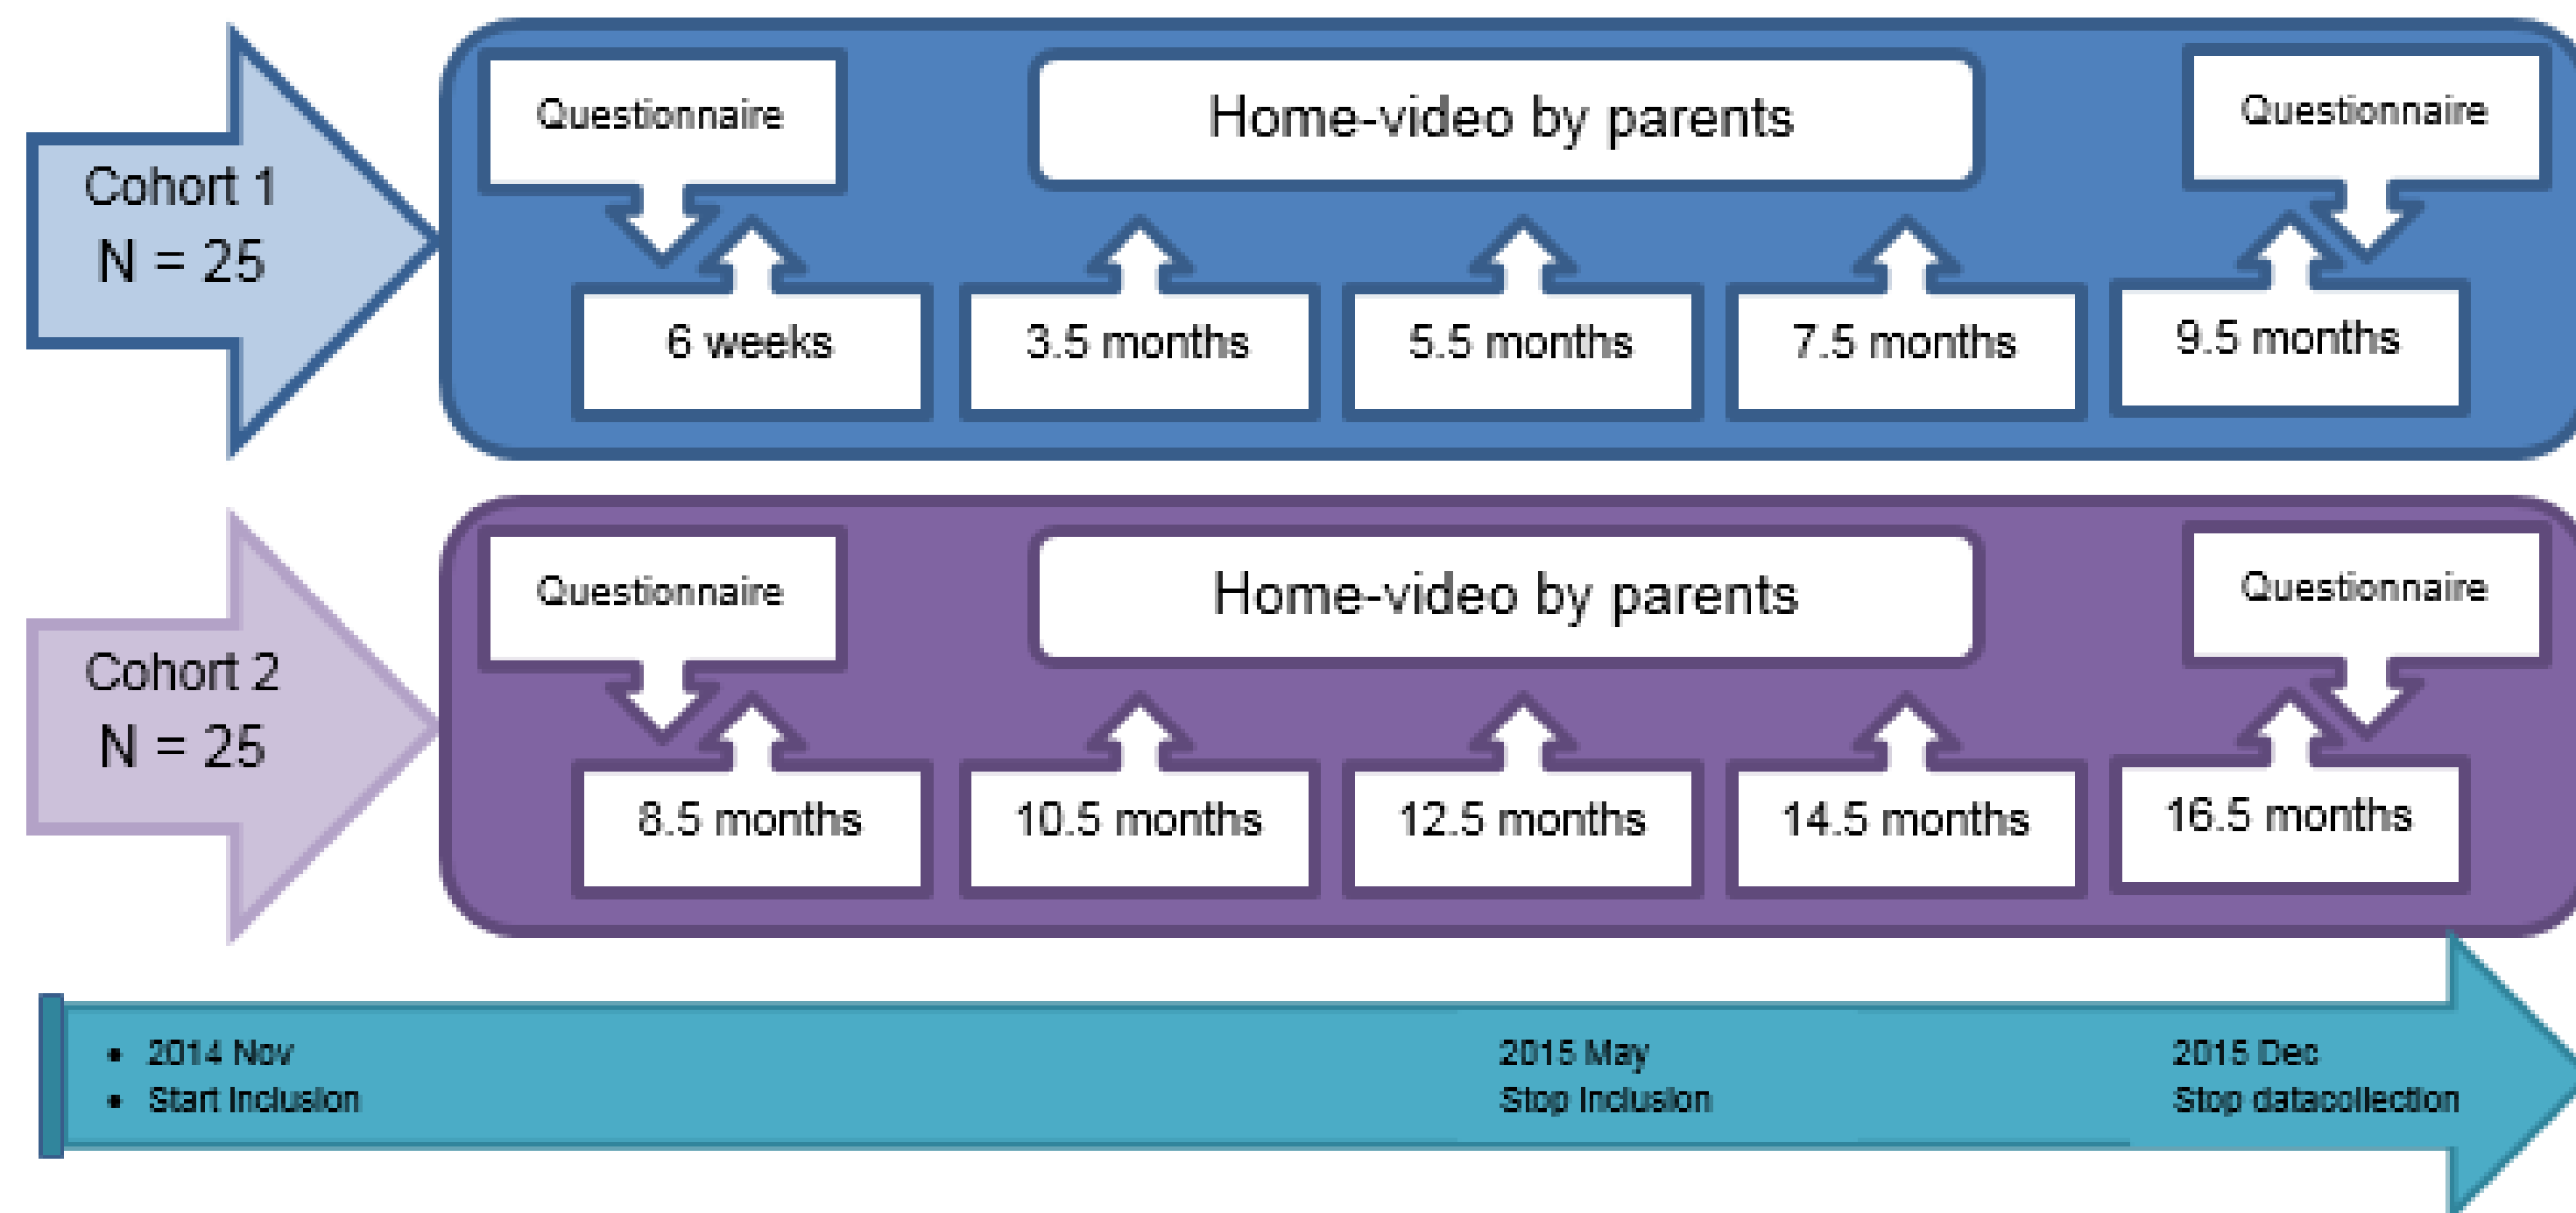 Cohort 1
N = 25
Questionnaire
Home-video by parents
Questionnaire
6 weeks
3.5 months
5.5 months
7.5 months
9.5 months
Cohort 2
N = 25
Questionnaire
Home-video by parents
Questionnaire
8.5 months
10.5 months
12.5 months
14.5 months
16.5 months
• 2014 Nov
• Start Inclusion
2015 May
Stop Inclusion
2015 Dec
Stop datacollection